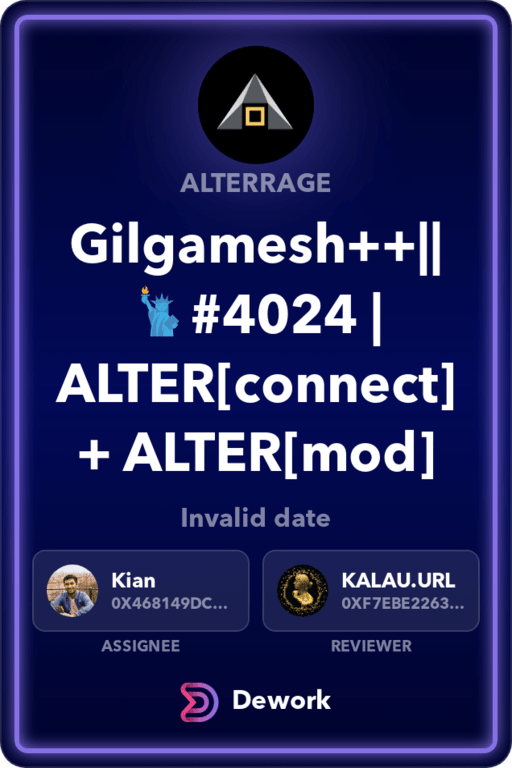 ALTERRAGE
Gilgamesh++||
🗽#4024 |
ALTER[connect]
+ ALTER[mod]
Invalid date
Kian
0X468149DC...
KALAU.URL
0XF7EBE2263...
ASSIGNEE
REVIEWER
Dework